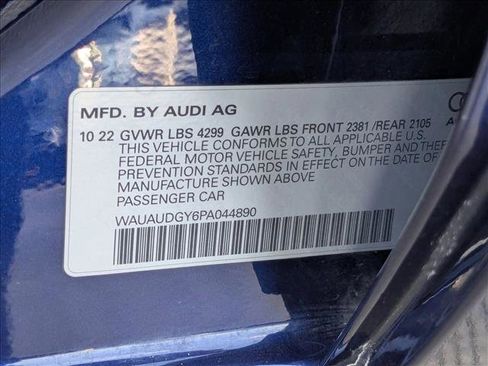 MFD. BY AUDI AG
10 22 GVWR LBS 4299 GAWR LBS FRONT 2381 /REAR 2105
THIS VEHICLE CONFORMS TO ALL APPLICABLE U.S.
FEDERAL MOTOR VEHICLE SAFETY, BUMPER AND THEF
PREVENTION STANDARDS IN EFFECT ON THE DATE OF
MANUFACTURE SHOWN ABOVE
PASSENGER CAR
WAUAUDGY6PA044890